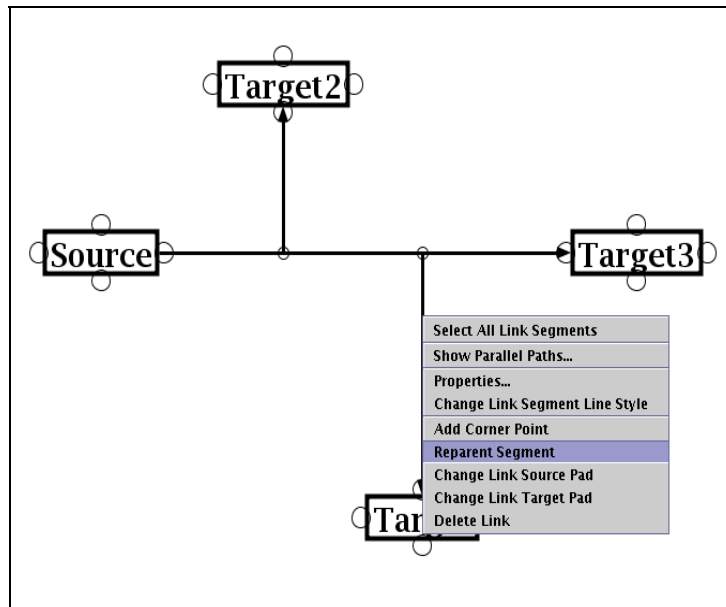 Target2
Source
Target3
Select All Link Segments
Show Parallel Paths...
Properties...
Change Link Segment Line Style
Add Corner Point
Reparent Segment
Change Link Source Pad
Change Link Target Pad
Delete Link